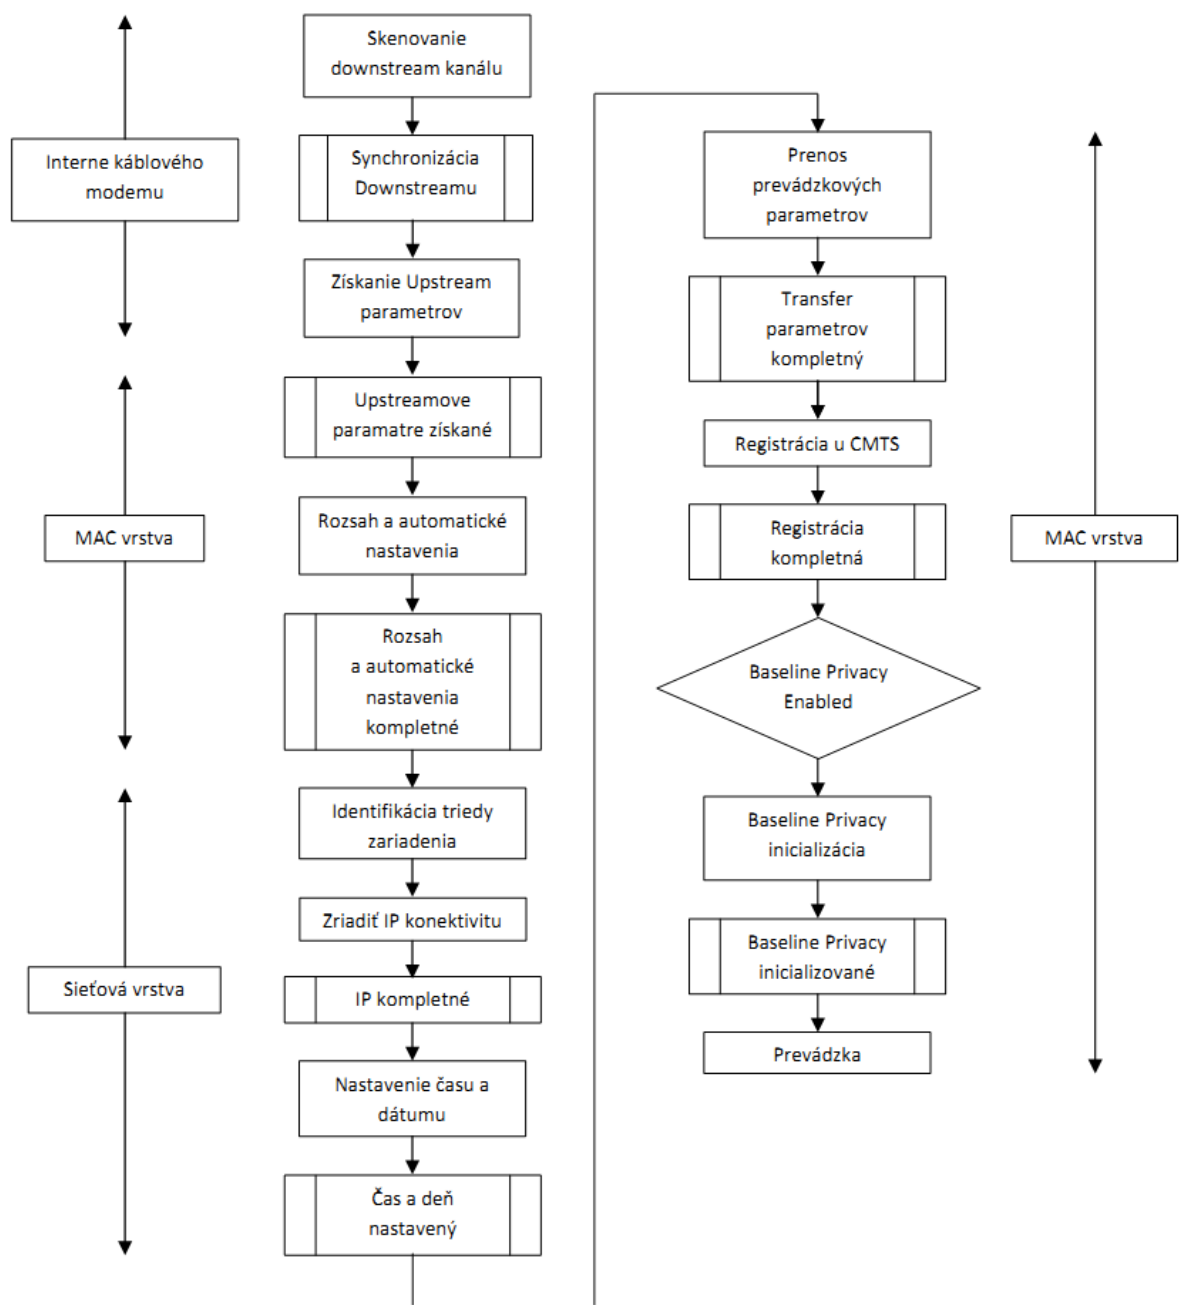 Interne káblového
modemu
MAC vrstva
Sieťová vrstva
Skenovanie
downstream kanálu
Synchronizácia
Downstreamu
Získanie Upstream
parametrov
Upstreamove
paramatre získané
Rozsah a automatické
nastavenia
Rozsah
a automatické
nastavenia
kompletné
Identifikácia triedy
zariadenia
Zriadiť IP konektivitu
IP kompletné
Nastavenie času a
dátumu
Čas a deň
nastavený
Prenos
prevádzkových
parametrov
Transfer
parametrov
kompletný
Registrácia u CMTS
Registrácia
kompletná
Baseline Privacy
Enabled
Baseline Privacy
inicializácia
Baseline Privacy
inicializované
Prevádzka
MAC vrstva